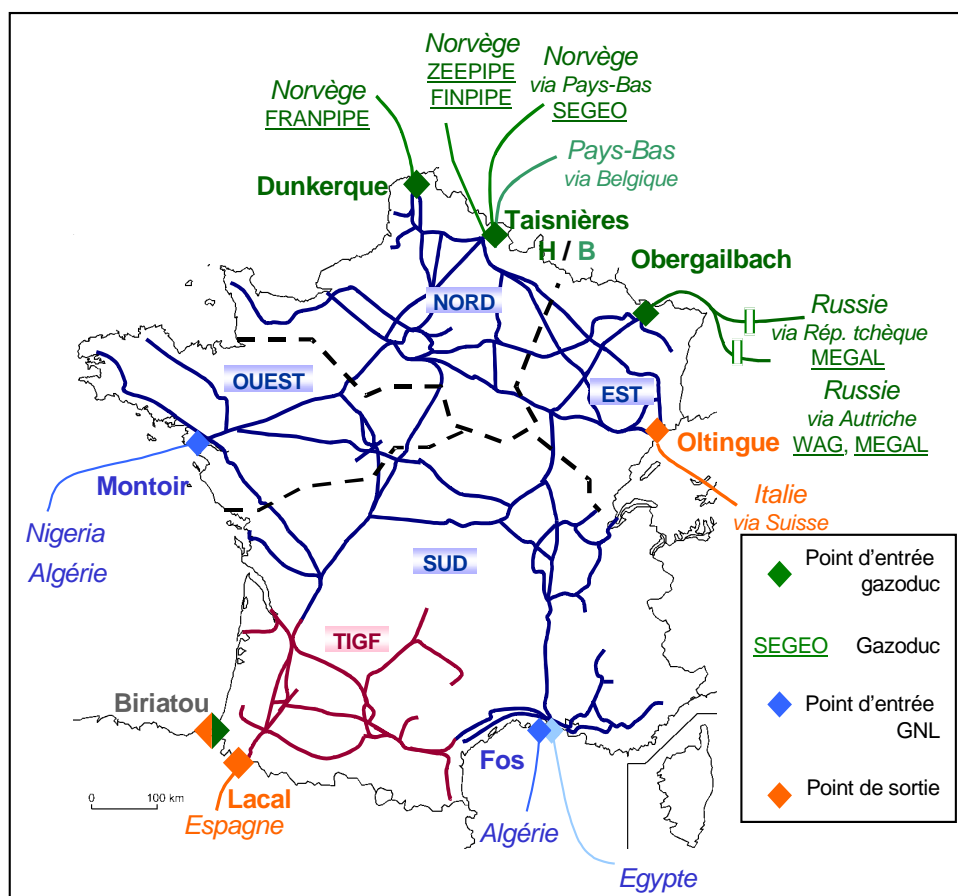 Norvège
FRANPIPE
Norvège
ZEEPIPE
FINPIPE
Norvège
via Pays-Bas
SEGEO
Pays-Bas
via Belgique
Dunkerque
Taisnières
H / B
Obergailbach
NORD
Russie
via Rép. tchèque
MEGAL
OUEST
EST
Russie
via Autriche
WAG, MEGAL
Oltingue
Montoir
Italie
via Suisse
Nigeria
Algérie
SUD
TIGF
Biriatou
Fos
Lacal
Espagne
0 100 km
Algérie
Egypte
Point d'entrée
gazoduc
SEGEO Gazoduc
Point d'entrée
GNL
Point de sortie